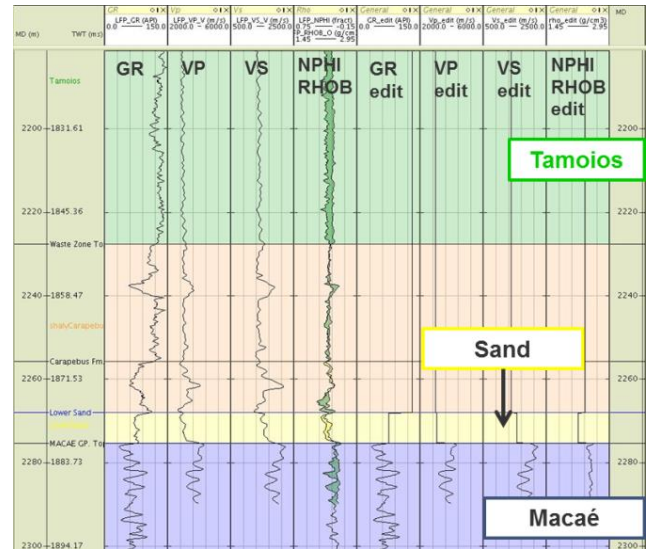 GR
Vp
Vs
Rho
General
General
General
General
MD
LFP_GR (API)
0.0 150.0
LFP_VP_V (m/s)
2000.0 6000.0
LFP_VS_V (m/s)
500.0 2500.0
LFP_NPHI (fract)
0.75 -0.15
1.45 2.95
GR_edit (API)
0.0 150.0
Vp_edit (m/s)
2000.0 6000.0
Vs_edit (m/s)
500.0 2500.0
rho_edit (g/cm3)
1.45 2.95
MD (m)
TWT (ms)
GR
VP
VS
NPHI
RHOB
GR
edit
VP
edit
VS
edit
NPHI
RHOB
edit
Tamoios
2200 1831.61 2200
Tamoios
2220 1845.36 2220
Waste Zone To
2240 1858.47 2240
Sand
Carapebus Fm.
2260 1871.53 2260
Lower Sand
MACAE GP. To
2280 1883.73 2280
Macaé
2300 1894.17 2300